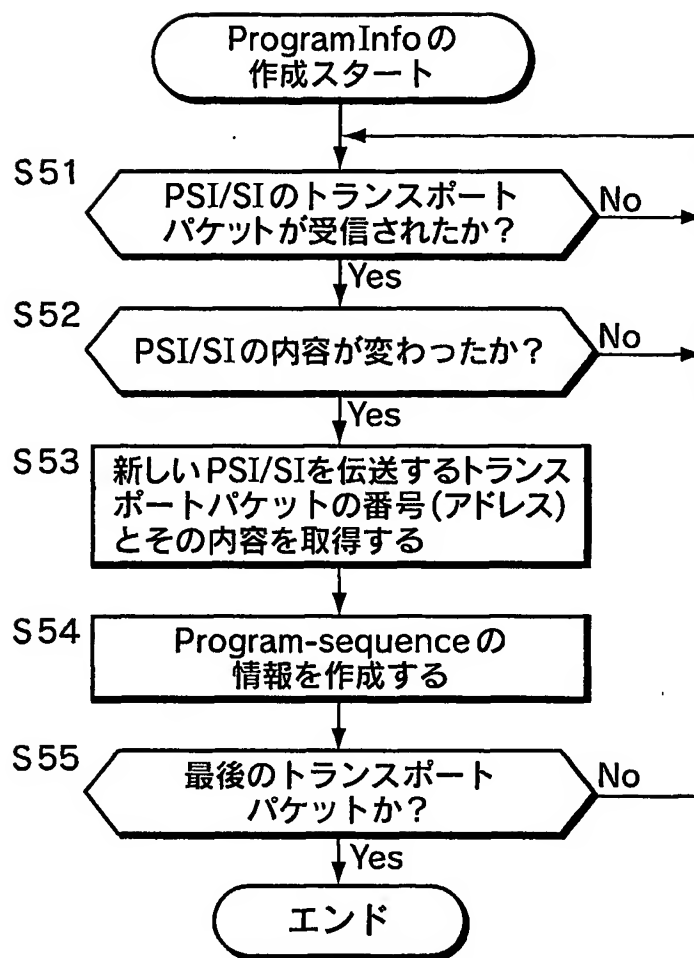 ProgramInfoの
作成スタート
S51
PSI/SIのトランスポート
パケットが受信されたか？
No
Yes
S52
PSI/SIの内容が変わったか？
No
Yes
S53
新しいPSI/SIを伝送するトランス
ポートパケットの番号(アドレス)
とその内容を取得する
S54
Program-sequenceの
情報を作成する
S55
最後のトランスポート
パケットか？
No
Yes
エンド